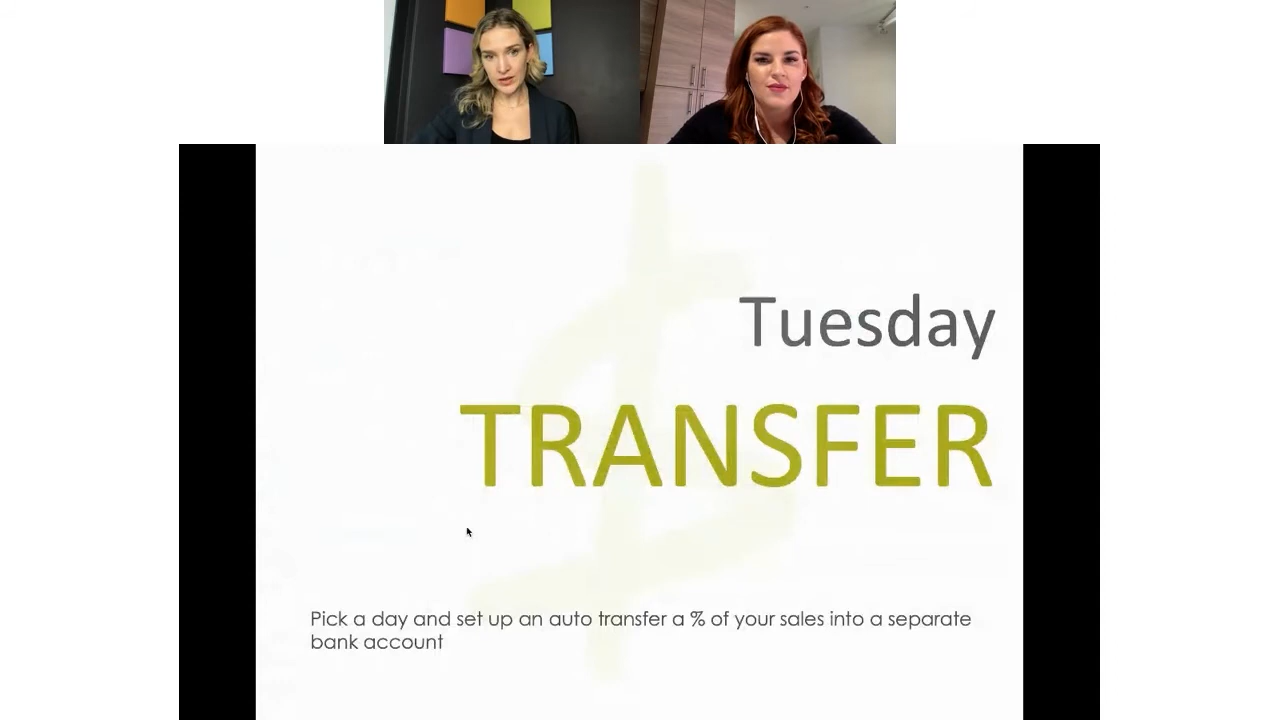 Tuesday
TRANSFER
Pick a day and set up an auto transfer a % of your sales into a separate
bank account